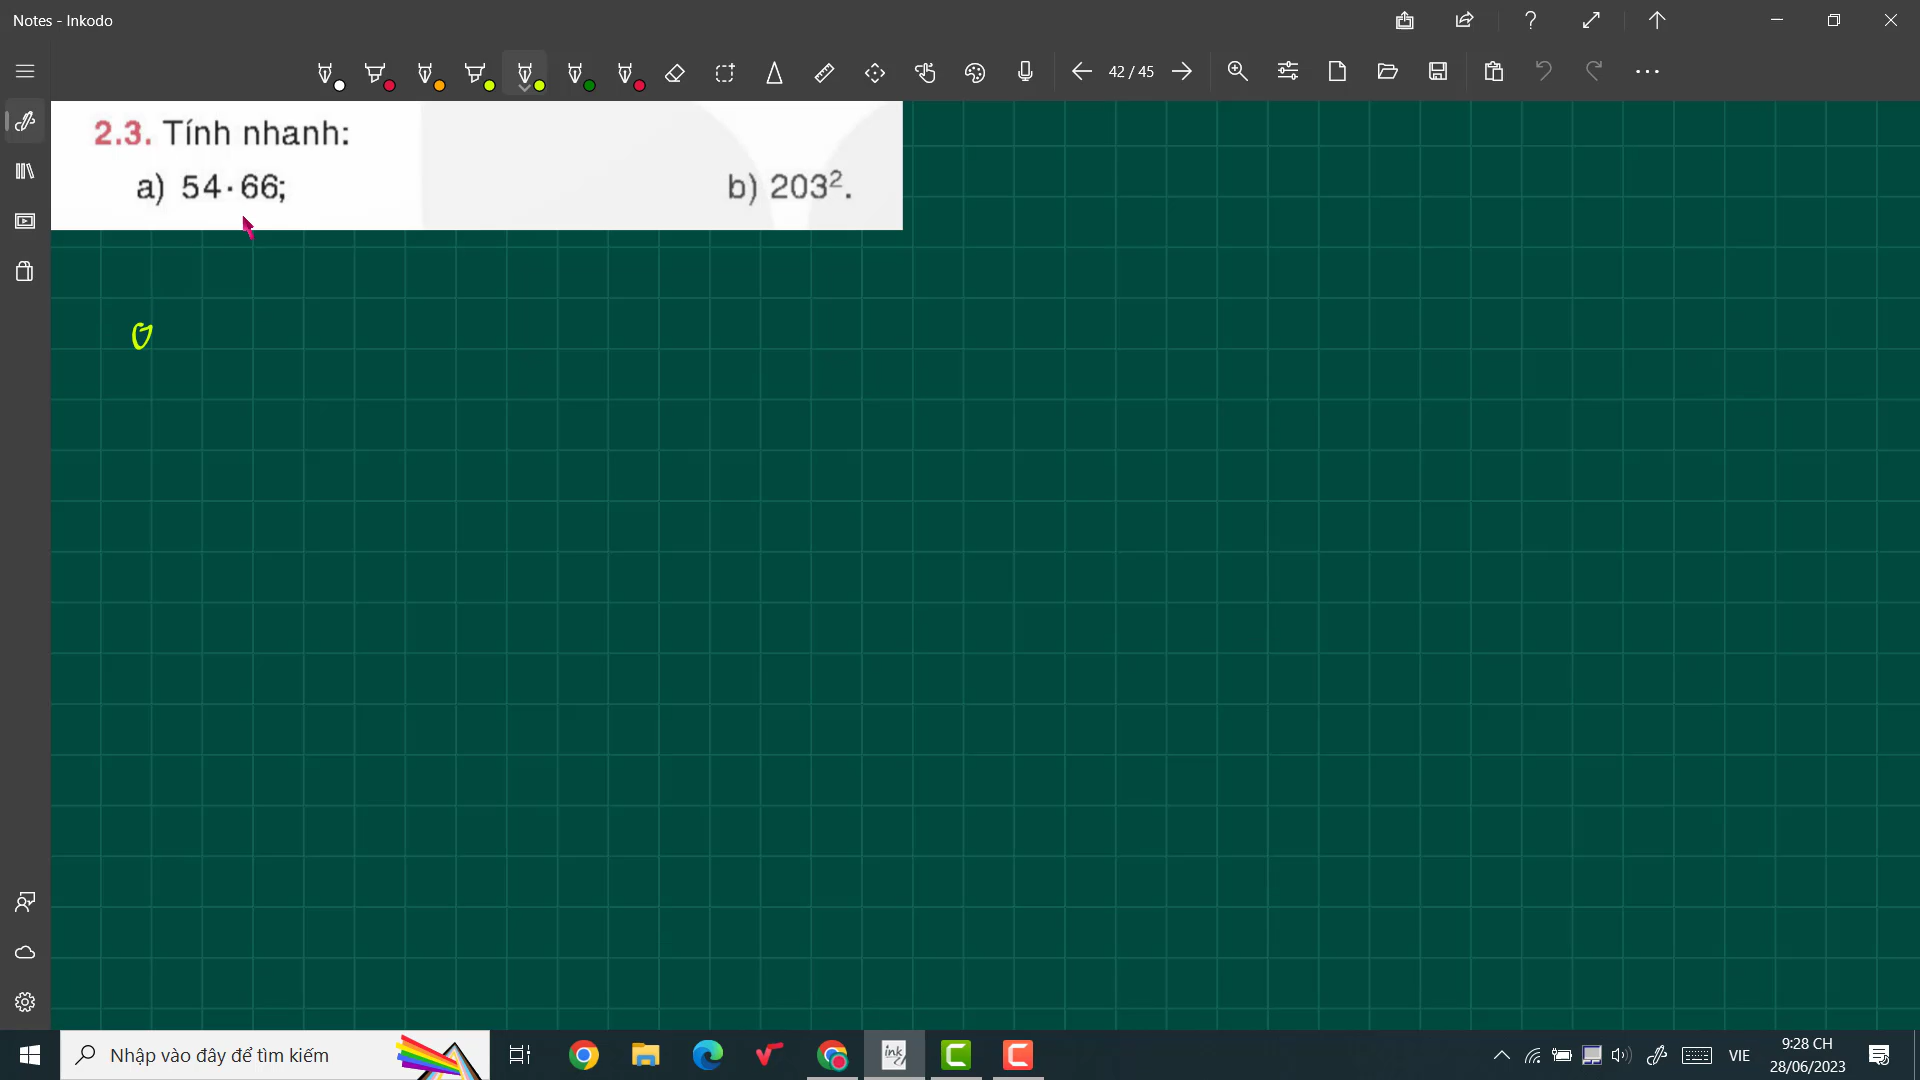 Notes - Inkodo
42 / 45
2.3. Tính nhanh:
a) 54·66;
b) 203².
Nhập vào đây để tìm kiếm
ink
VIE
9:28 CH
28/06/2023